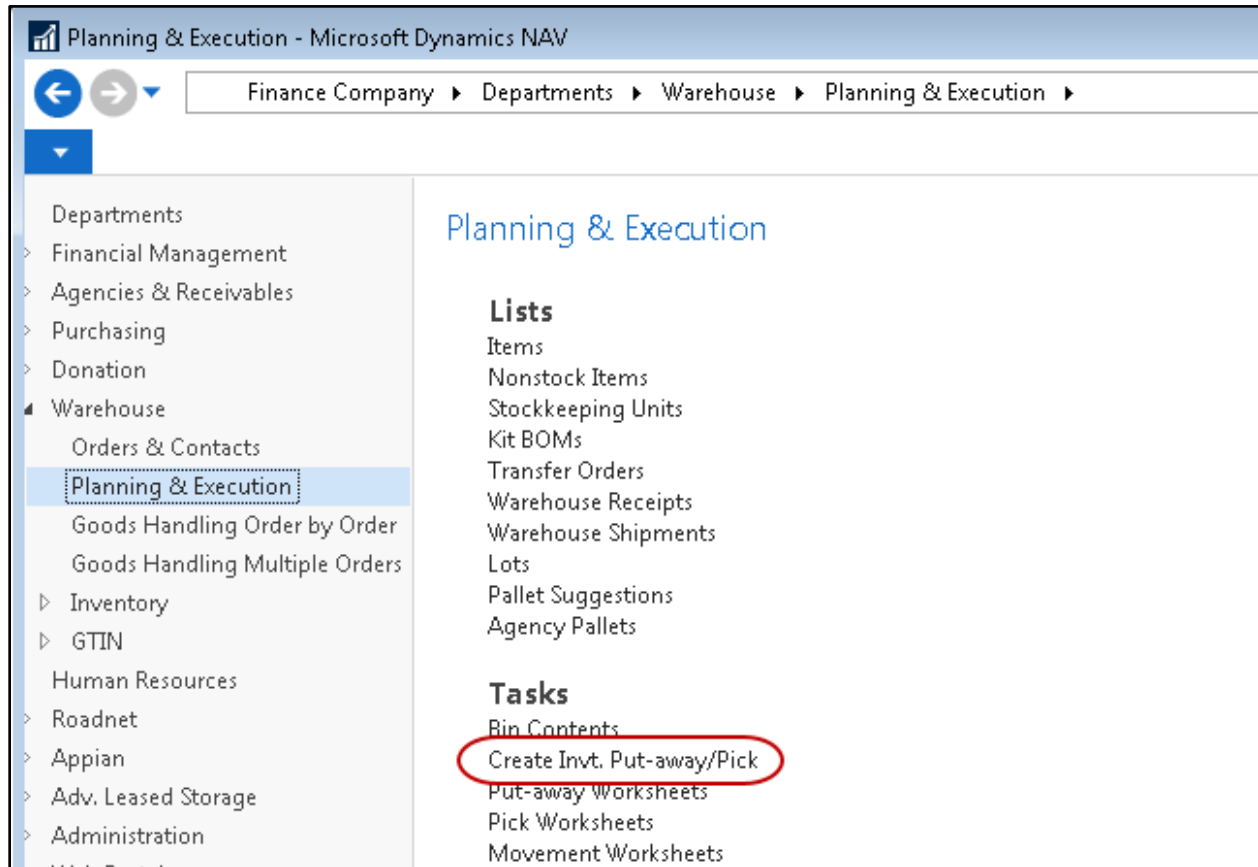 Planning & Execution - Microsoft Dynamics NAV
Finance Company ▸ Departments ▸ Warehouse ▸ Planning & Execution ▸
Departments
Financial Management
Agencies & Receivables
Purchasing
Donation
Warehouse
Orders & Contacts
Planning & Execution
Goods Handling Order by Order
Goods Handling Multiple Orders
Inventory
GTIN
Human Resources
Roadnet
Appian
Adv. Leased Storage
Administration
Planning & Execution
Lists
Items
Nonstock Items
Stockkeeping Units
Kit BOMs
Transfer Orders
Warehouse Receipts
Warehouse Shipments
Lots
Pallet Suggestions
Agency Pallets
Tasks
Bin Contents
Create Invt. Put-away/Pick
Put-away Worksheets
Pick Worksheets
Movement Worksheets